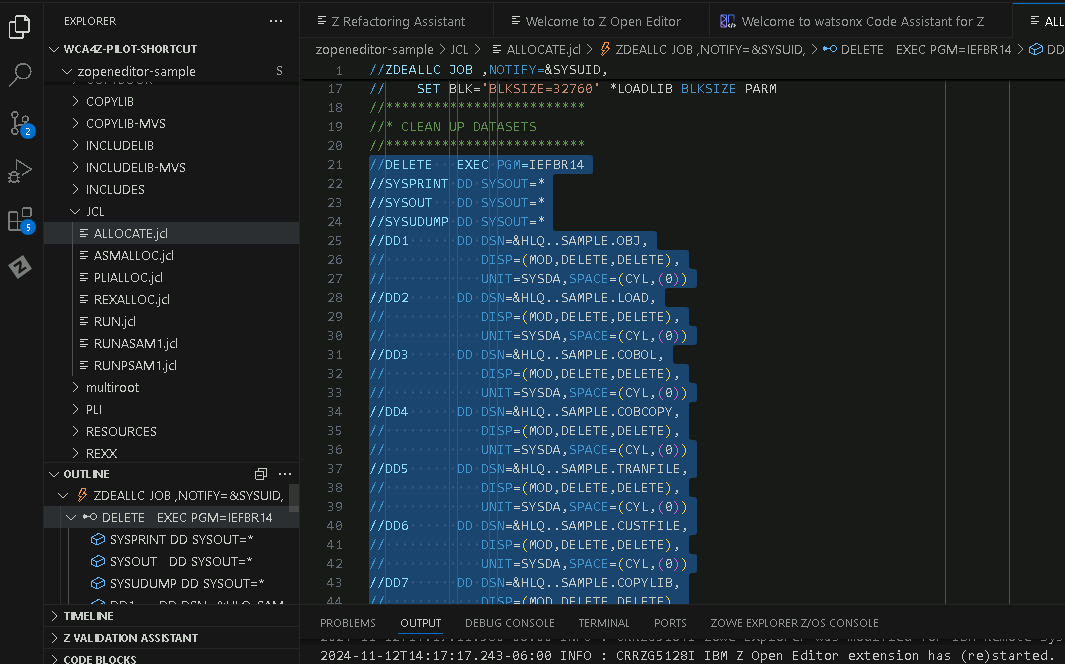 EXPLORER
WCA4Z-PILOT-SHORTCUT
zopeneditor-sample S
COPYLIB
COPYLIB-MVS
INCLUDELIB
INCLUDELIB-MVS
INCLUDES
JCL
ALLOCATE.jcl
ASMALLOC.jcl
PLIALLOC.jcl
REXALLOC.jcl
RUN.jcl
RUNASAM1.jcl
RUNPSAM1.jcl
multiroot
PLI
RESOURCES
REXX
2
5
OUTLINE
ZDEALLC JOB ,NOTIFY=&SYSUID,
DELETE EXEC PGM=IEFBR14
SYSPRINT DD SYSOUT=*
SYSOUT DD SYSOUT=*
SYSUDUMP DD SYSOUT=*
DD1 DD DSN=&HLQ..SAM
TIMELINE
Z VALIDATION ASSISTANT
CODE BLOCKS
Z Refactoring Assistant Welcome to Z Open Editor Welcome to watsonx Code Assistant for Z ALL
zopeneditor-sample > JCL > ALLOCATE.jcl > ZDEALLC JOB ,NOTIFY=&SYSUID, > DELETE EXEC PGM=IEFBR14 > DD
1 //ZDEALLC JOB ,NOTIFY=&SYSUID,
17 // SET BLK='BLKSIZE=32760' *LOADLIB BLKSIZE PARM
18 //*************************
19 //* CLEAN UP DATASETS
20 //*************************
21 //DELETE EXEC PGM=IEFBR14
22 //SYSPRINT DD SYSOUT=*
23 //SYSOUT DD SYSOUT=*
24 //SYSUDUMP DD SYSOUT=*
25 //DD1 DD DSN=&HLQ..SAMPLE.OBJ,
26 // DISP=(MOD,DELETE,DELETE),
27 // UNIT=SYSDA,SPACE=(CYL,(0))
28 //DD2 DD DSN=&HLQ..SAMPLE.LOAD,
29 // DISP=(MOD,DELETE,DELETE),
30 // UNIT=SYSDA,SPACE=(CYL,(0))
31 //DD3 DD DSN=&HLQ..SAMPLE.COBOL,
32 // DISP=(MOD,DELETE,DELETE),
33 // UNIT=SYSDA,SPACE=(CYL,(0))
34 //DD4 DD DSN=&HLQ..SAMPLE.COBCOPY,
35 // DISP=(MOD,DELETE,DELETE),
36 // UNIT=SYSDA,SPACE=(CYL,(0))
37 //DD5 DD DSN=&HLQ..SAMPLE.TRANFILE,
38 // DISP=(MOD,DELETE,DELETE),
39 // UNIT=SYSDA,SPACE=(CYL,(0))
40 //DD6 DD DSN=&HLQ..SAMPLE.CUSTFILE,
41 // DISP=(MOD,DELETE,DELETE),
42 // UNIT=SYSDA,SPACE=(CYL,(0))
43 //DD7 DD DSN=&HLQ..SAMPLE.COPYLIB,
44 // DISP=(MOD,DELETE,DELETE)
PROBLEMS OUTPUT DEBUG CONSOLE TERMINAL PORTS ZOWE EXPLORER Z/OS CONSOLE
2024-11-12T14:17:17.243-06:00 INFO : CRRZG5128I IBM Z Open Editor extension has (re)started.